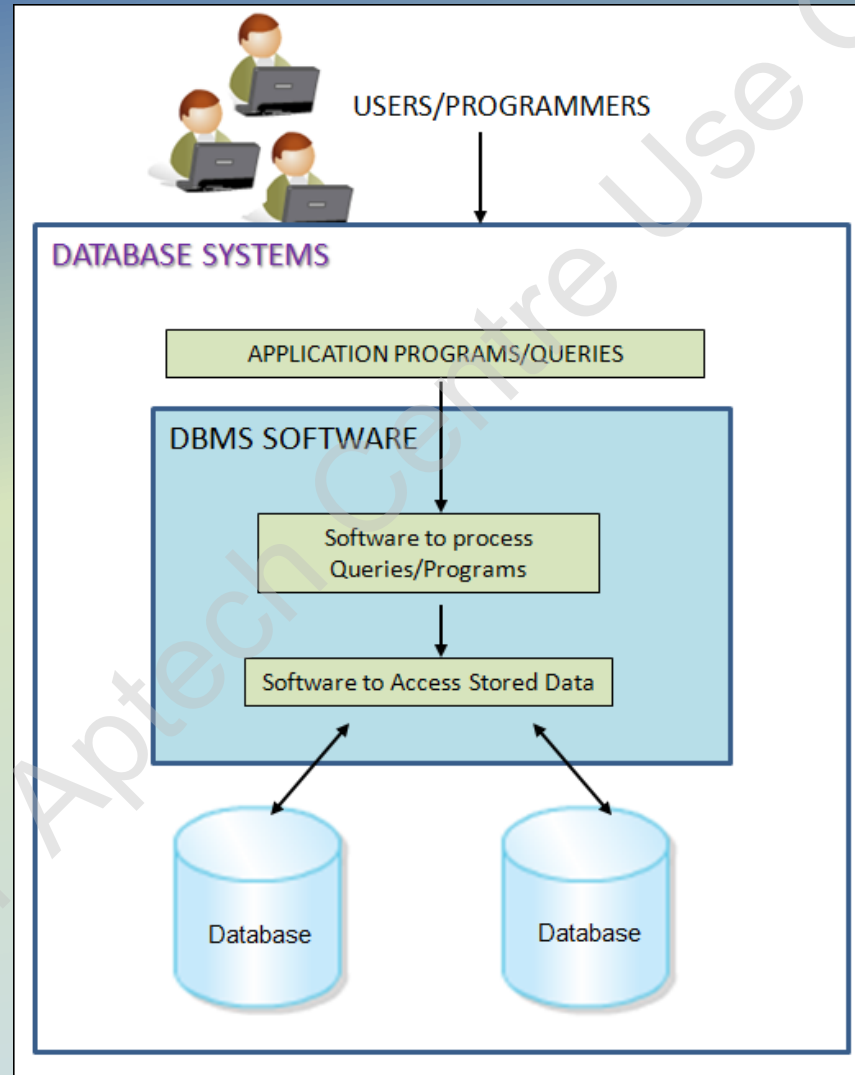 USERS/PROGRAMMERS
DATABASE SYSTEMS
APPLICATION PROGRAMS/QUERIES
DBMS SOFTWARE
Software to process
Queries/Programs
Software to Access Stored Data
Database
Database
Aptech Centre Use